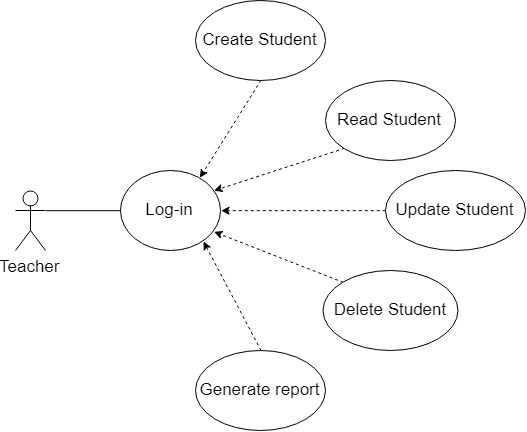 Create Student
Read Student
Log-in
Update Student
Teacher
Delete Student
Generate report